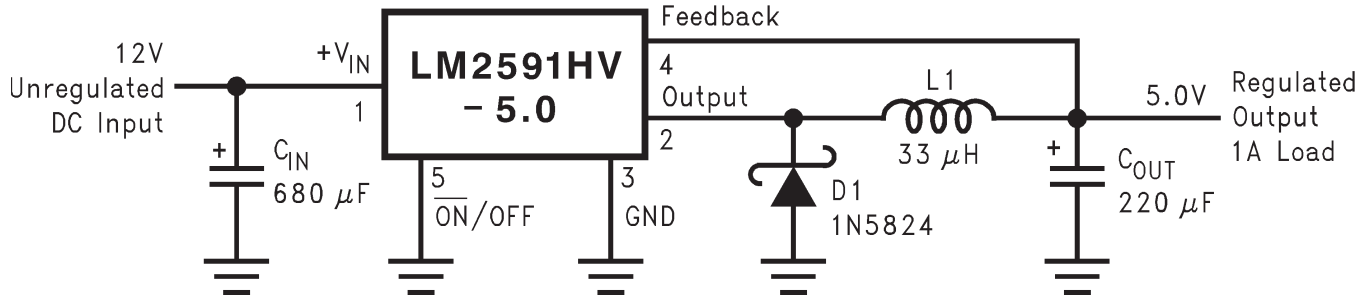 12V
Unregulated
DC Input
+
C_IN
680 μF
+V_IN
1
LM2591HV
- 5.0
5
O̅N̅/OFF
3
GND
Feedback
4
Output
2
D1
1N5824
L1
33 μH
+
C_OUT
220 μF
5.0V
Regulated
Output
1A Load